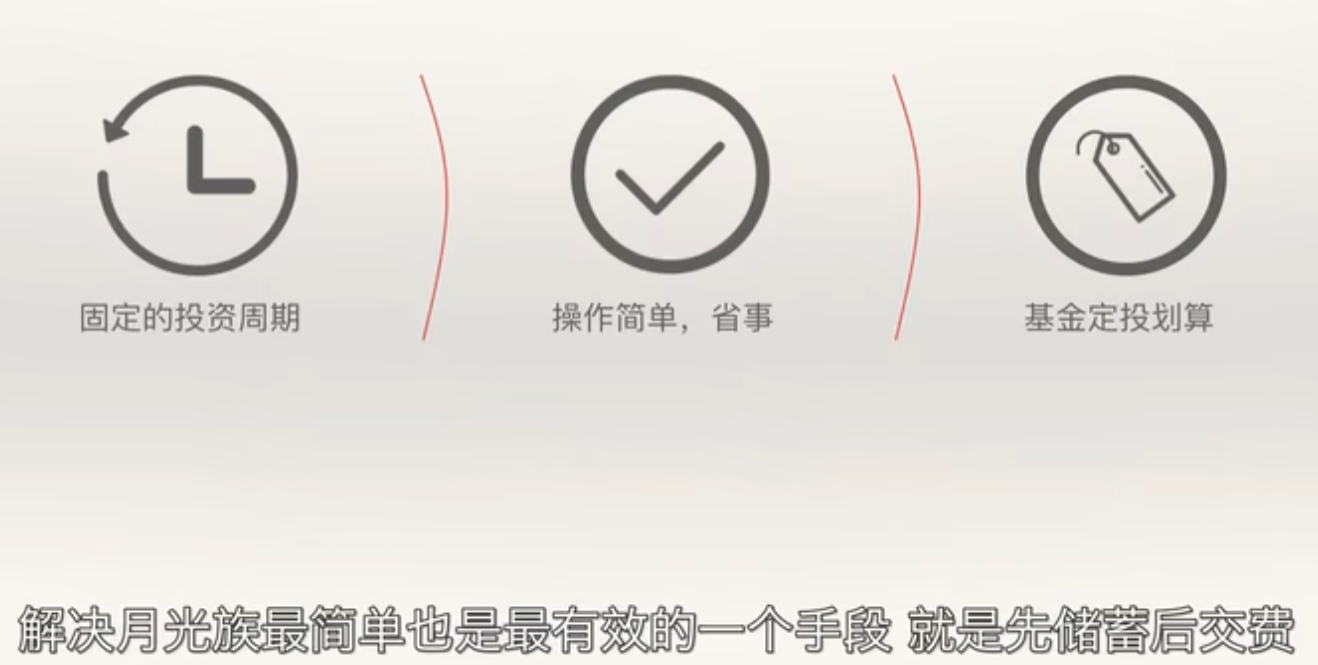 固定的投资周期
操作简单，省事
基金定投划算
解决月光族最简单也是最有效的一个手段 就是先储蓄后交费